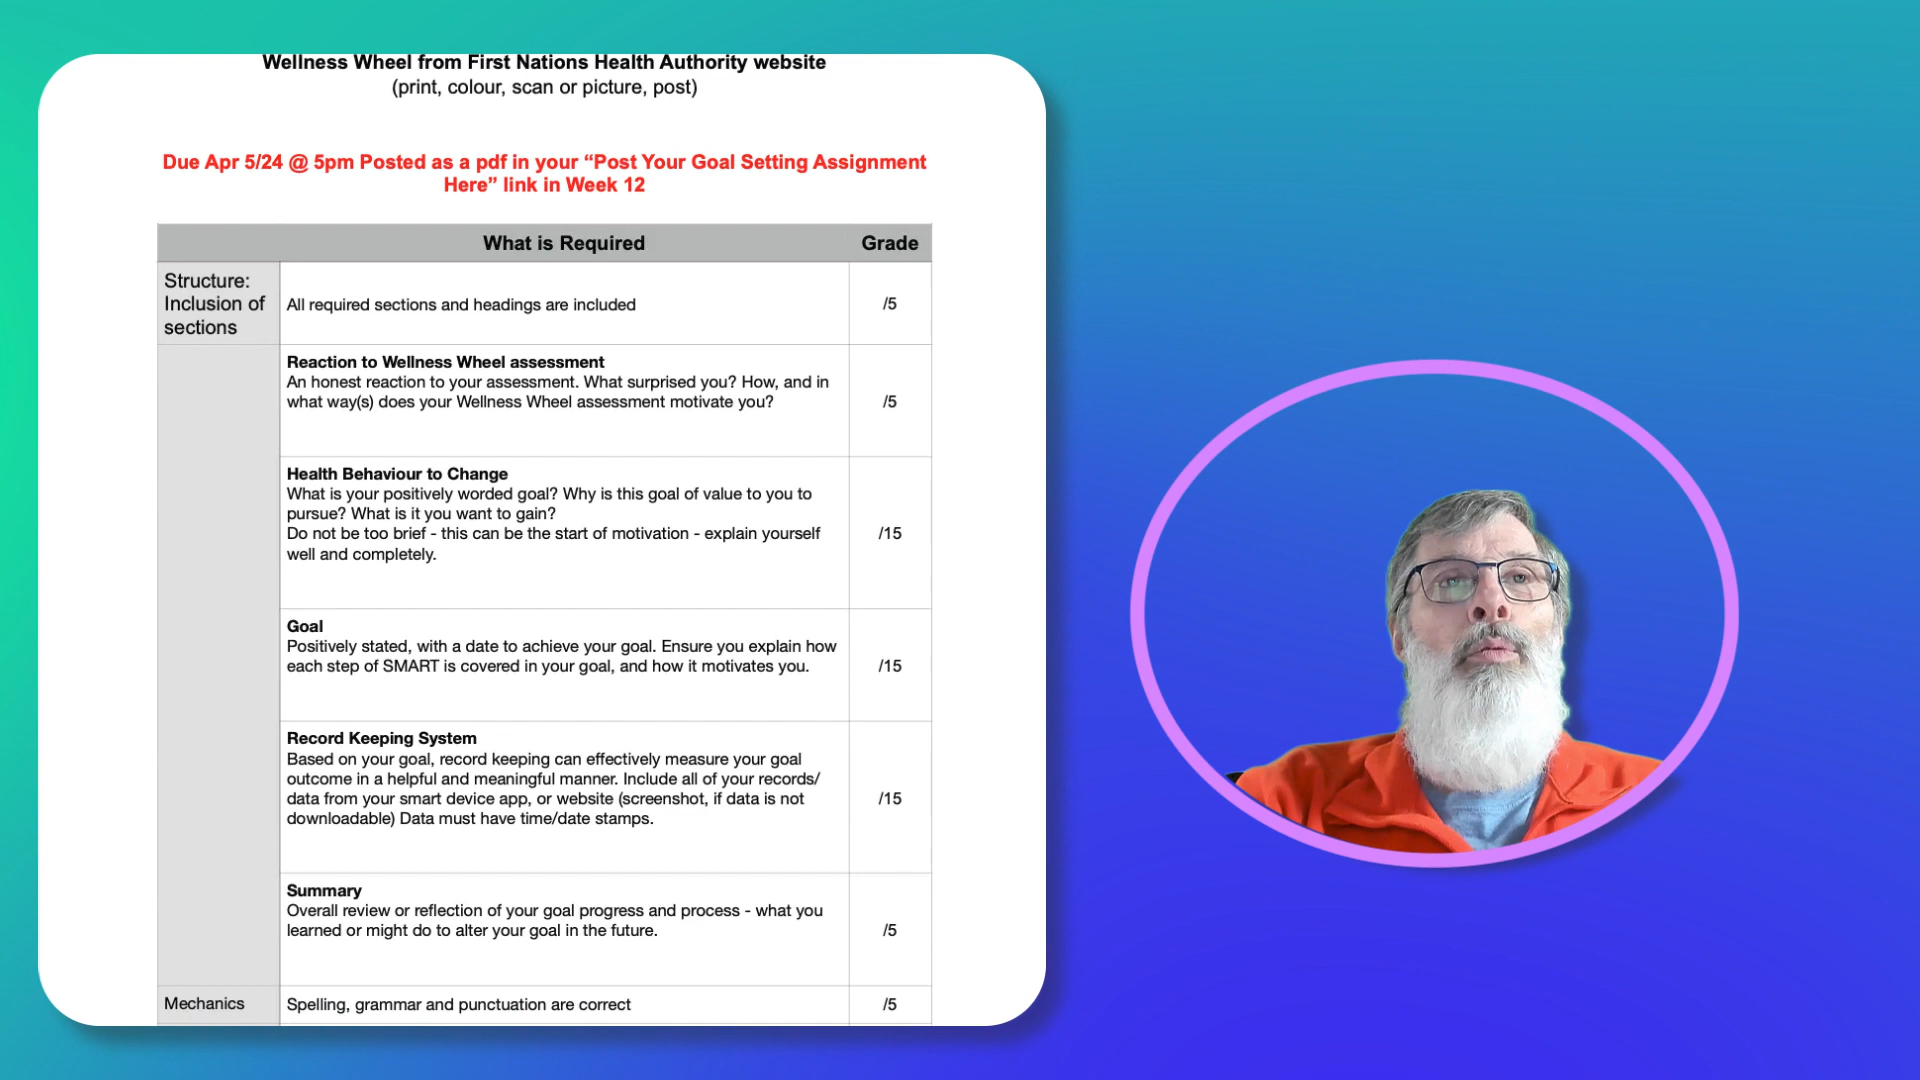 Wellness Wheel from First Nations Health Authority website
(print, colour, scan or picture, post)
Due Apr 5/24 @ 5pm Posted as a pdf in your “Post Your Goal Setting Assignment
Here” link in Week 12
What is Required
Grade
Structure:
Inclusion of
sections
All required sections and headings are included
/5
Reaction to Wellness Wheel assessment
An honest reaction to your assessment. What surprised you? How, and in
what way(s) does your Wellness Wheel assessment motivate you?
/5
Health Behaviour to Change
What is your positively worded goal? Why is this goal of value to you to
pursue? What is it you want to gain?
Do not be too brief - this can be the start of motivation - explain yourself
well and completely.
/15
Goal
Positively stated, with a date to achieve your goal. Ensure you explain how
each step of SMART is covered in your goal, and how it motivates you.
/15
Record Keeping System
Based on your goal, record keeping can effectively measure your goal
outcome in a helpful and meaningful manner. Include all of your records/
data from your smart device app, or website (screenshot, if data is not
downloadable) Data must have time/date stamps.
/15
Summary
Overall review or reflection of your goal progress and process - what you
learned or might do to alter your goal in the future.
/5
Mechanics
Spelling, grammar and punctuation are correct
/5